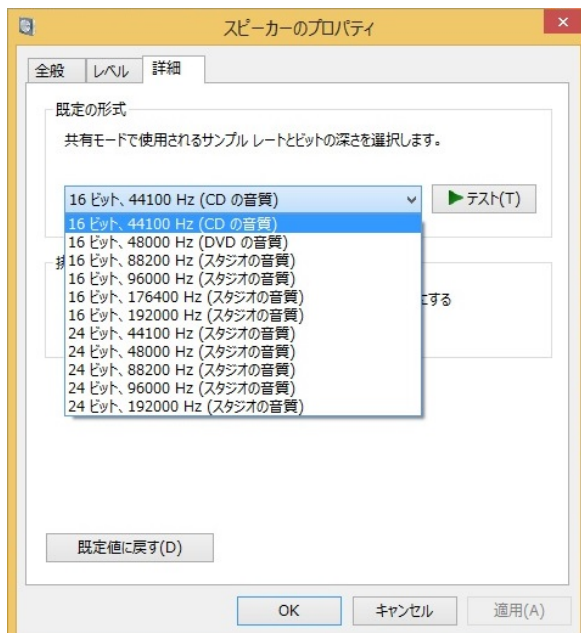 スピーカーのプロパティ
全般 レベル 詳細
既定の形式
共有モードで使用されるサンプル レートとビットの深さを選択します。
16 ビット、44100 Hz (CD の音質)
▶テスト(T)
16 ビット、44100 Hz (CD の音質)
16 ビット、48000 Hz (DVD の音質)
16 ビット、88200 Hz (スタジオの音質)
16 ビット、96000 Hz (スタジオの音質)
16 ビット、176400 Hz (スタジオの音質)
16 ビット、192000 Hz (スタジオの音質)
24 ビット、44100 Hz (スタジオの音質)
24 ビット、48000 Hz (スタジオの音質)
24 ビット、88200 Hz (スタジオの音質)
24 ビット、96000 Hz (スタジオの音質)
24 ビット、192000 Hz (スタジオの音質)
にする
既定値に戻す(D)
OK キャンセル 適用(A)